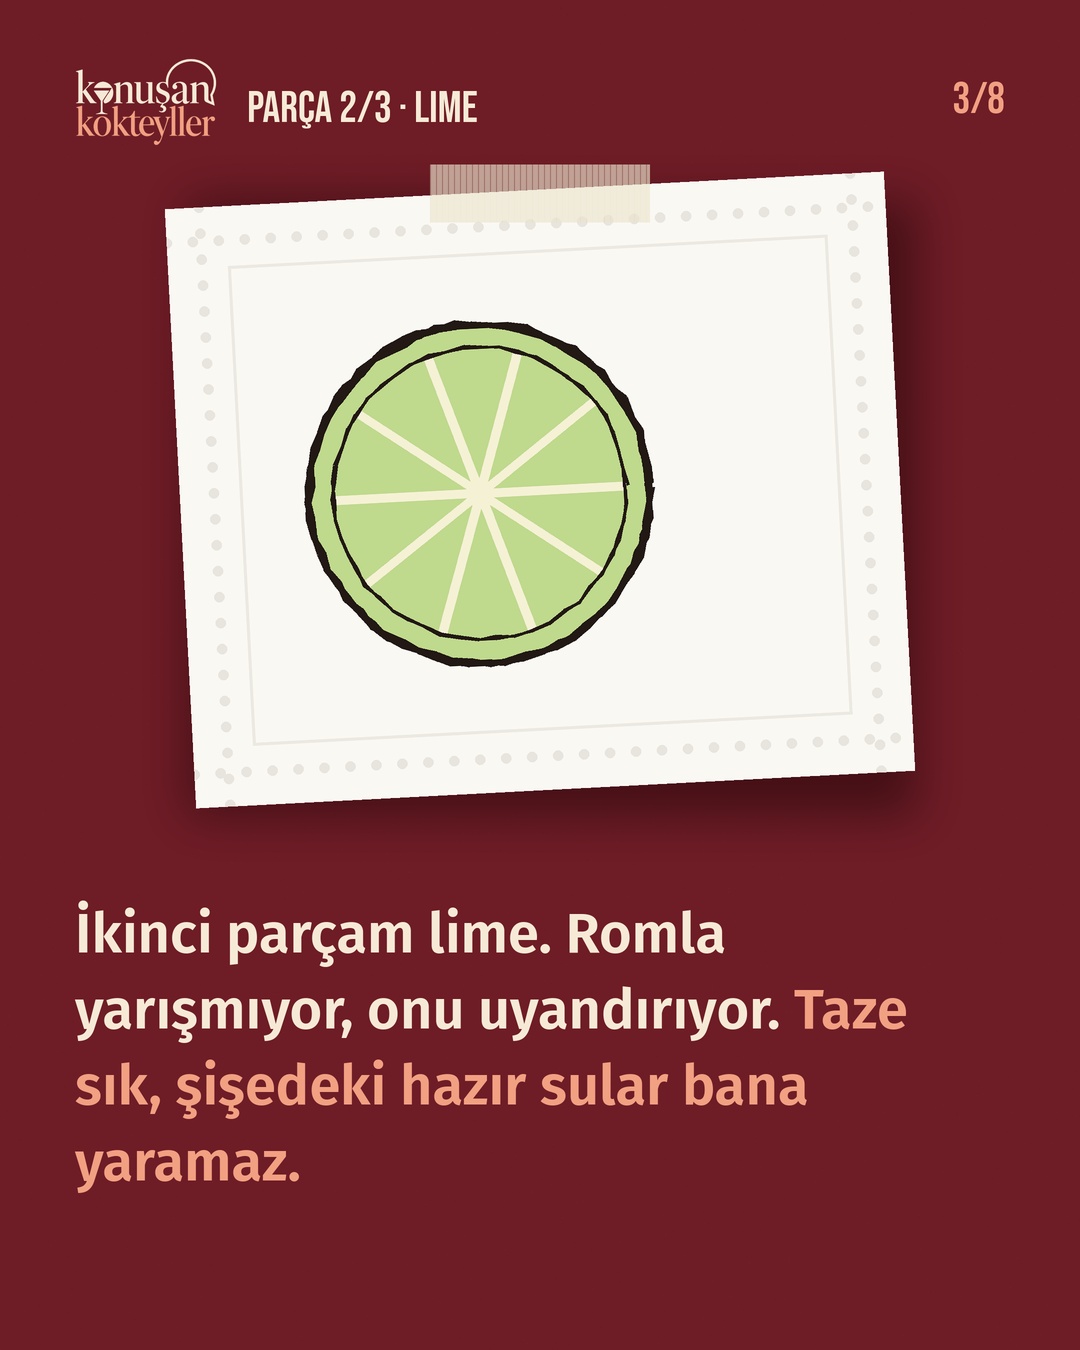 konuşan
kokteyller
PARÇA 2/3 · LIME
3/8
İkinci parçam lime. Romla
yarışmıyor, onu uyandırıyor. Taze
sık, şişedeki hazır sular bana
yaramaz.